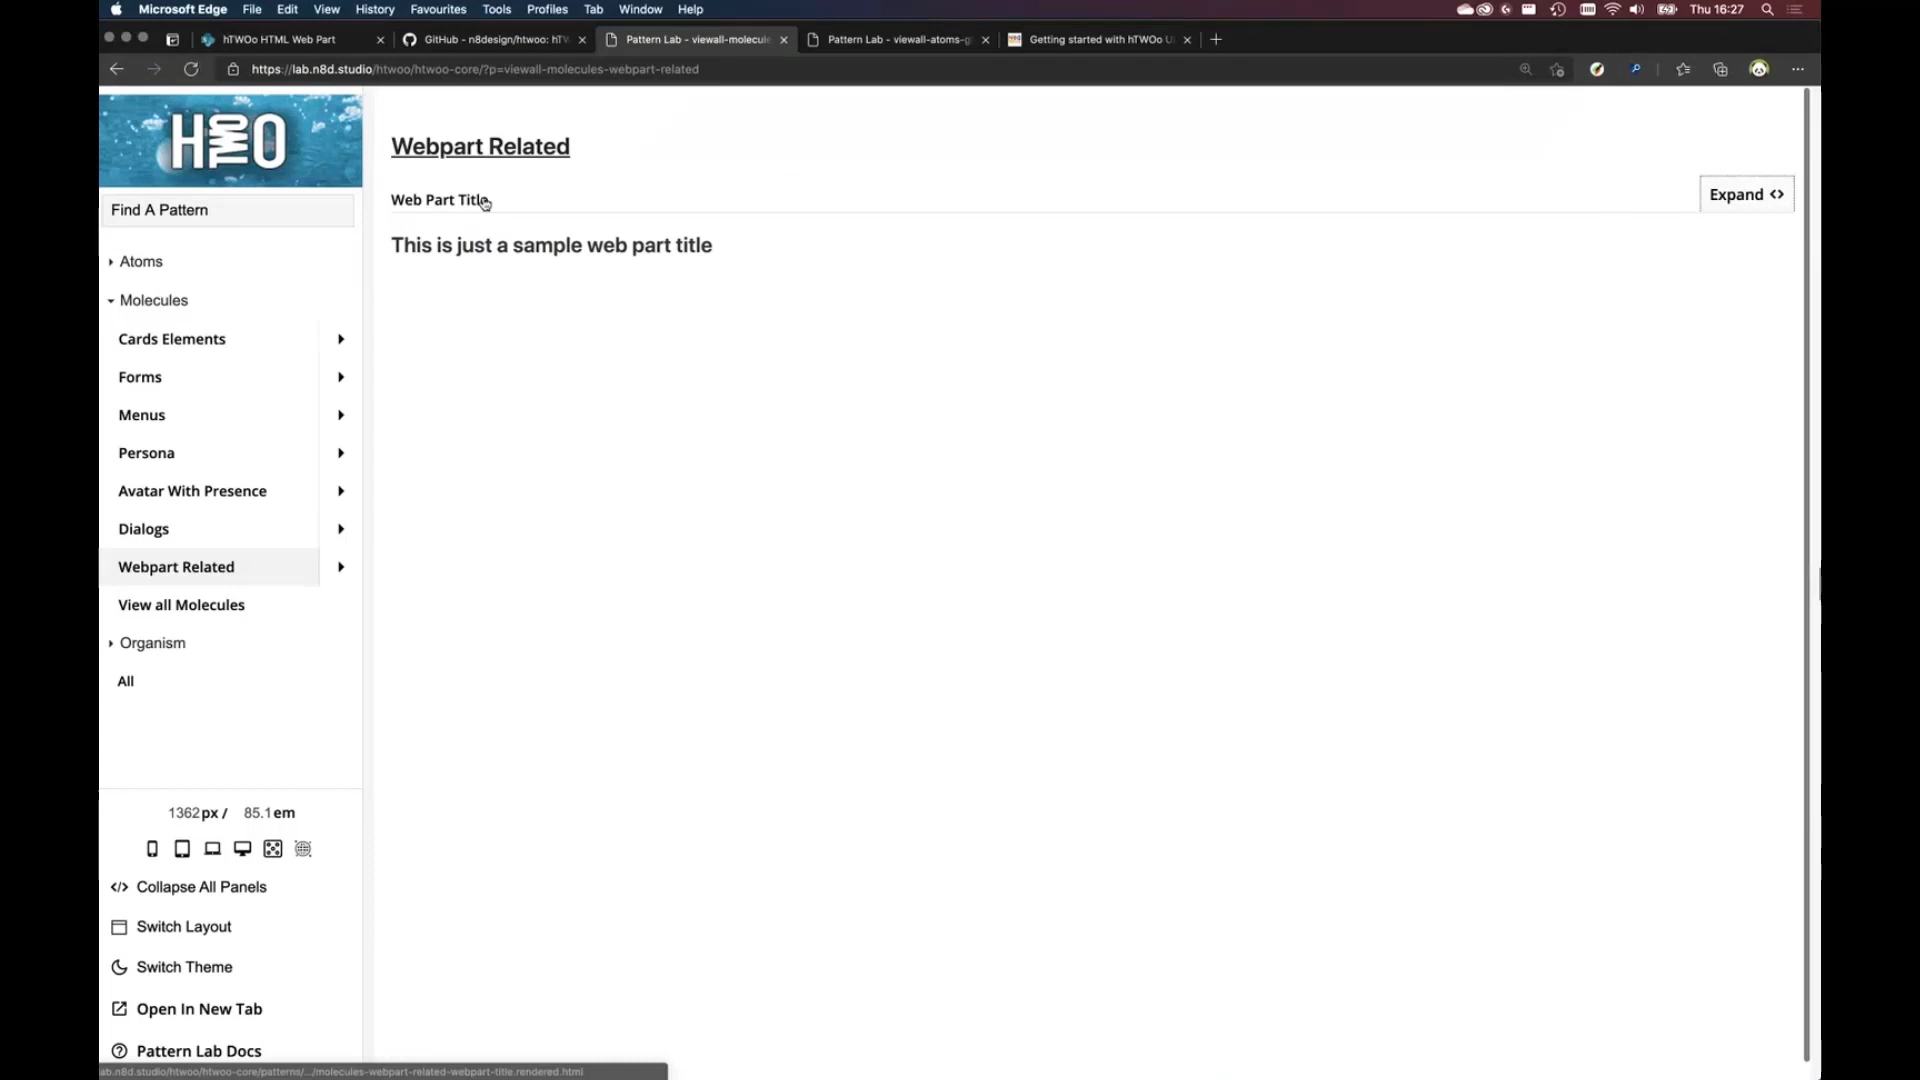 Microsoft Edge File Edit View History Favourites Tools Profiles Tab Window Help Thu 16:27
hTWOo HTML Web Part
GitHub - n8design/htwoo: hTW
Pattern Lab - viewall-molecule
Pattern Lab - viewall-atoms-g
Getting started with hTWOo U
https://lab.n8d.studio/htwoo/htwoo-core/?p=viewall-molecules-webpart-related
H TWO O
Find A Pattern
Atoms
Molecules
Cards Elements
Forms
Menus
Persona
Avatar With Presence
Dialogs
Webpart Related
View all Molecules
Organism
All
1362px / 85.1em
Collapse All Panels
Switch Layout
Switch Theme
Open In New Tab
Pattern Lab Docs
ab.n8d.studio/htwoo/htwoo-core/patterns/.../molecules-webpart-related-webpart-title.rendered.html
Webpart Related
Web Part Title
Expand <>
This is just a sample web part title